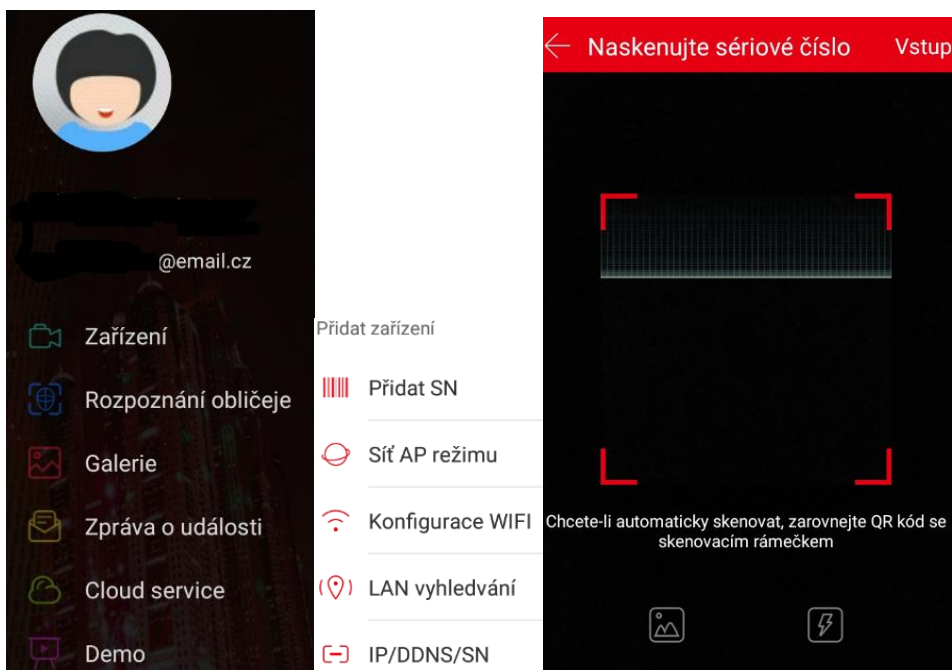 @email.cz
Zařízení
Rozpoznání obličeje
Galerie
Zpráva o události
Cloud service
Demo
Přidat zařízení
Přidat SN
Síť AP režimu
Konfigurace WIFI
LAN vyhledvání
IP/DDNS/SN
Naskenujte sériové číslo Vstup
Chcete-li automaticky skenovat, zarovnejte QR kód se
skenovacím rámečkem